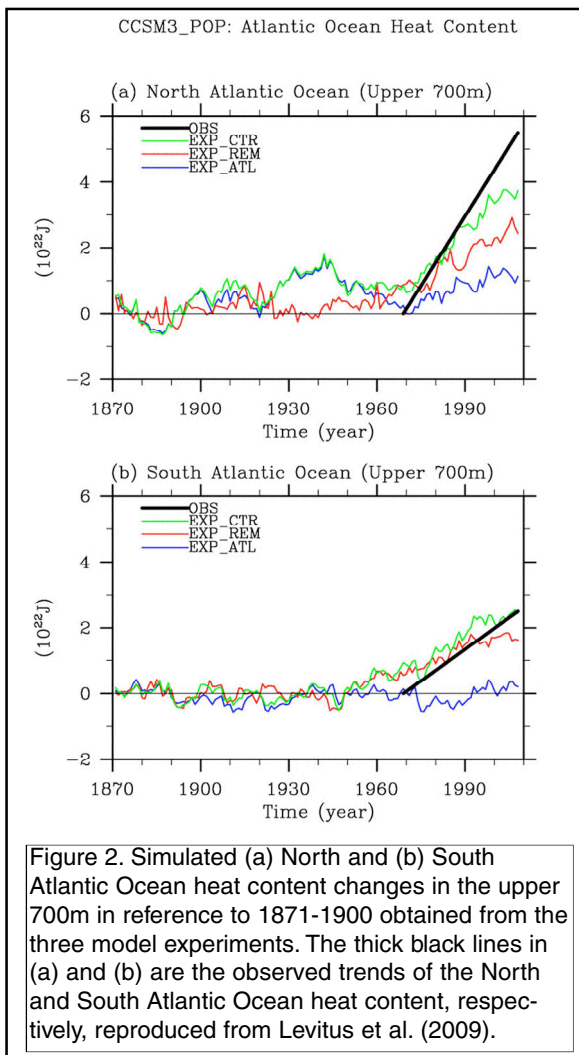 CCSM3_POP: Atlantic Ocean Heat Content
(a) North Atlantic Ocean (Upper 700m)
6
4
2
0
−2
(10²²J)
OBS
EXP_CTR
EXP_REM
EXP_ATL
1870 1900 1930 1960 1990
Time (year)
(b) South Atlantic Ocean (Upper 700m)
6
4
2
0
−2
(10²²J)
OBS
EXP_CTR
EXP_REM
EXP_ATL
1870 1900 1930 1960 1990
Time (year)
Figure 2. Simulated (a) North and (b) South
Atlantic Ocean heat content changes in the upper
700m in reference to 1871-1900 obtained from the
three model experiments. The thick black lines in
(a) and (b) are the observed trends of the North
and South Atlantic Ocean heat content, respec-
tively, reproduced from Levitus et al. (2009).